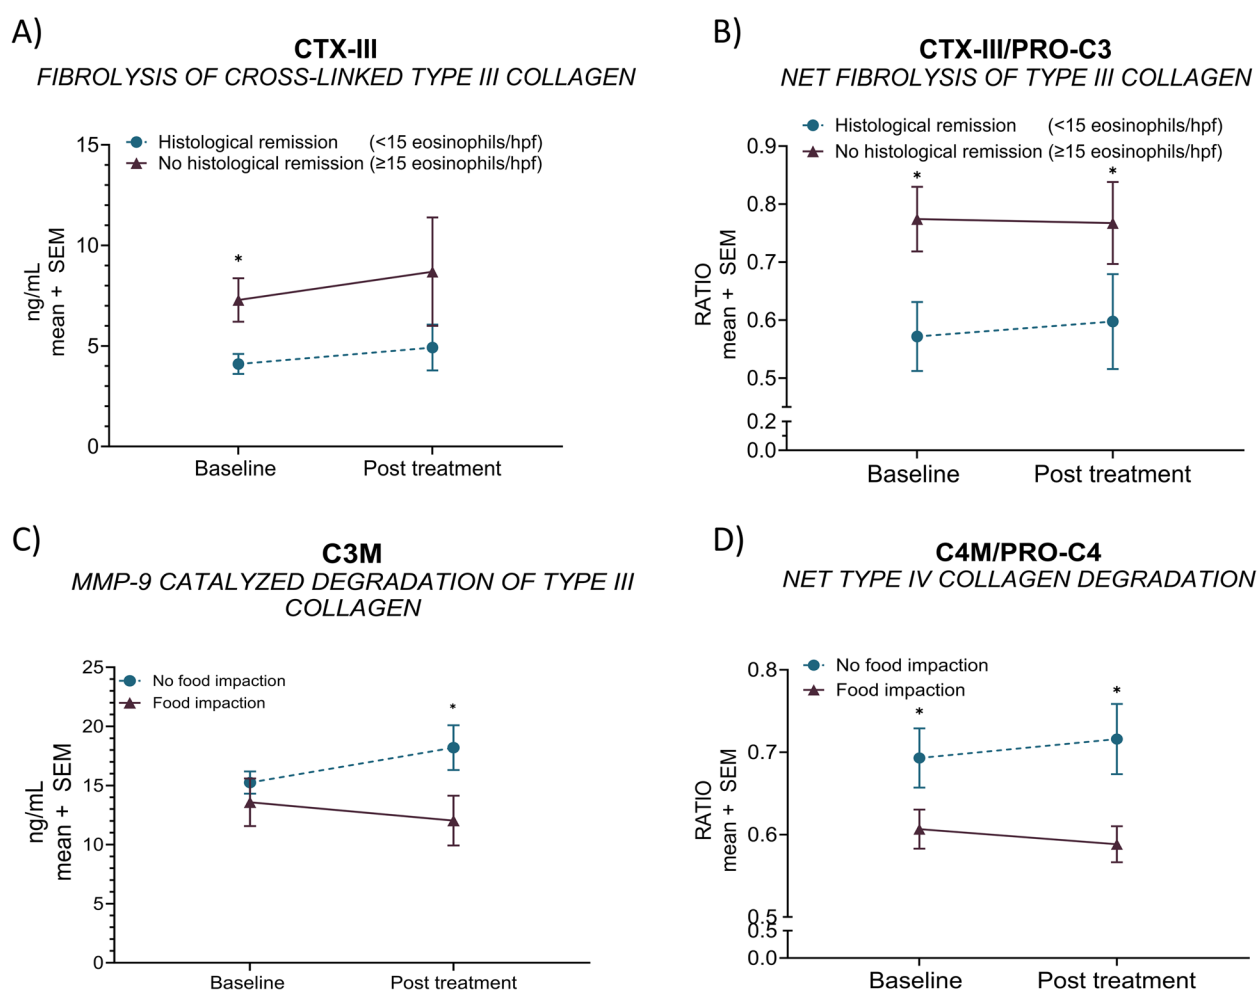 A)
CTX-III
FIBROLYSIS OF CROSS-LINKED TYPE III COLLAGEN
Histological remission (<15 eosinophils/hpf)
No histological remission (≥15 eosinophils/hpf)
15
10
5
0
ng/mL
mean + SEM
*
Baseline
Post treatment
B)
CTX-III/PRO-C3
NET FIBROLYSIS OF TYPE III COLLAGEN
Histological remission (<15 eosinophils/hpf)
No histological remission (≥15 eosinophils/hpf)
0.9
0.8
0.7
0.6
0.5
0.2
0.0
RATIO
mean + SEM
*
*
Baseline
Post treatment
C)
C3M
MMP-9 CATALYZED DEGRADATION OF TYPE III
COLLAGEN
No food impaction
Food impaction
25
20
15
10
5
0
ng/mL
mean + SEM
*
Baseline
Post treatment
D)
C4M/PRO-C4
NET TYPE IV COLLAGEN DEGRADATION
No food impaction
Food impaction
0.8
0.7
0.6
0.5
0.5
0.0
RATIO
mean + SEM
*
*
Baseline
Post treatment